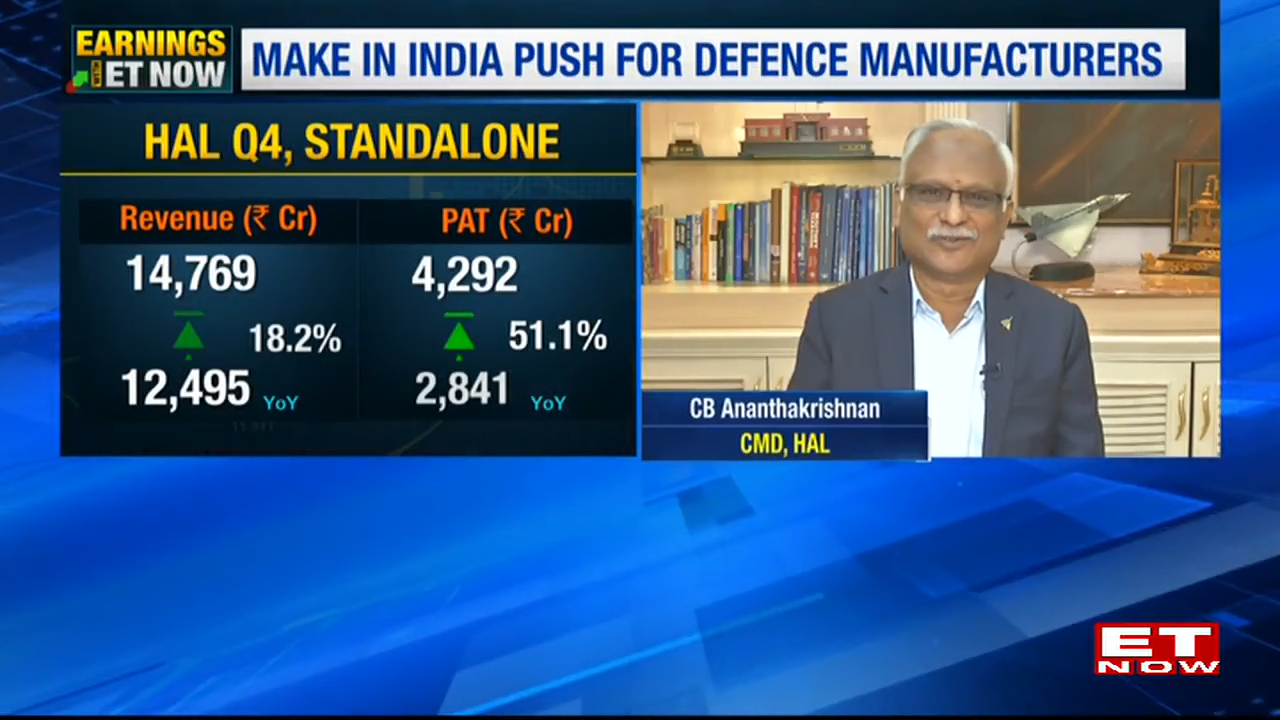 EARNINGS
WITH
ET NOW
MAKE IN INDIA PUSH FOR DEFENCE MANUFACTURERS
HAL Q4, STANDALONE
Revenue (₹ Cr)
PAT (₹ Cr)
14,769
4,292
18.2%
51.1%
12,495 YoY
2,841 YoY
CB Ananthakrishnan
CMD, HAL
ET
NOW